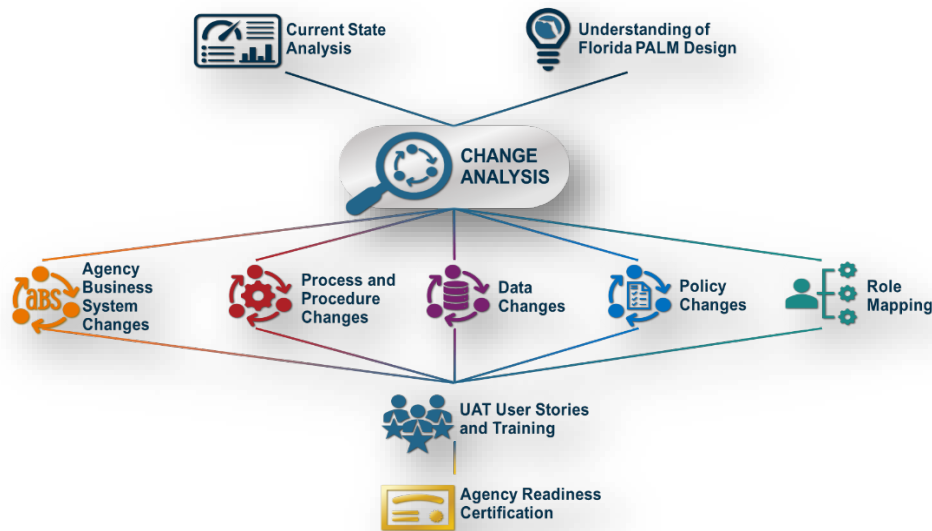 Current State
Analysis
Understanding of
Florida PALM Design
CHANGE
ANALYSIS
aBS
Agency
Business
System
Changes
Process and
Procedure
Changes
Data
Changes
Policy
Changes
Role
Mapping
UAT User Stories
and Training
Agency Readiness
Certification